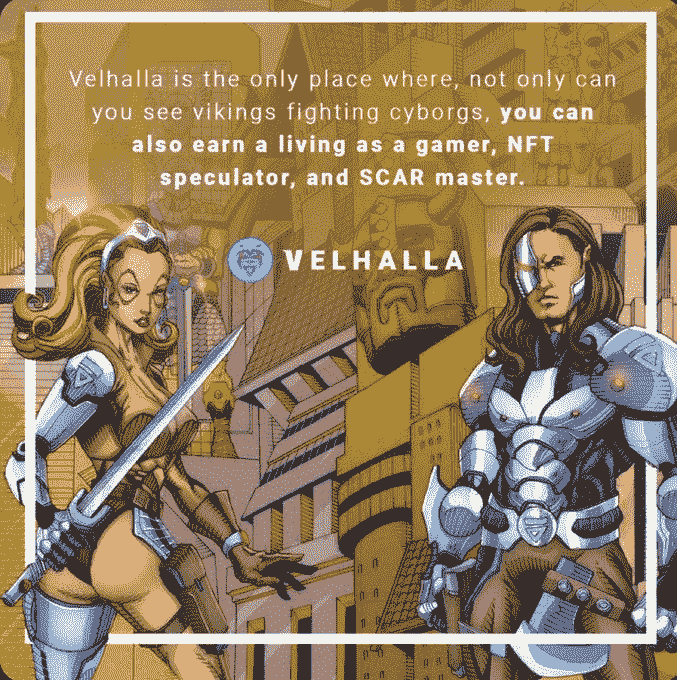 Velhalla is the only place where, not only can
you see vikings fighting cyborgs, you can
also earn a living as a gamer, NFT
speculator, and SCAR master.
VELHALLA